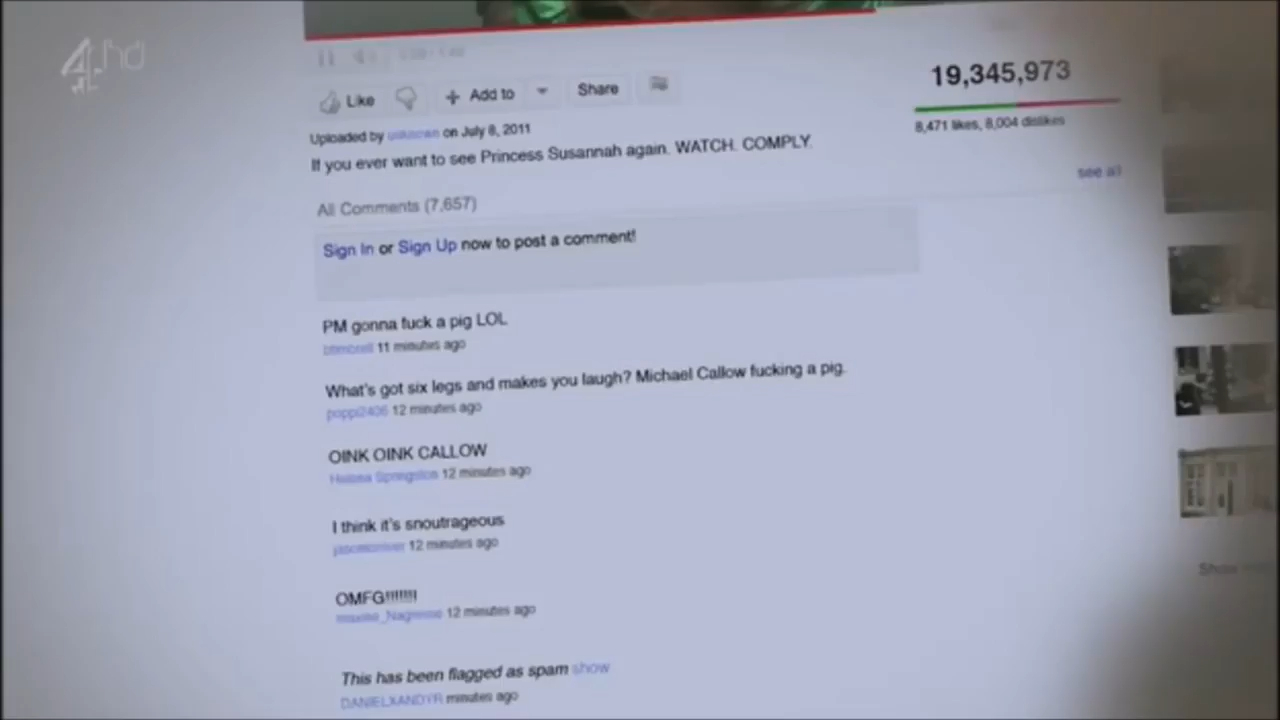 4hd
19,345,973
Like
Add to
Share
8,471 likes, 8,004 dislikes
Uploaded by unknown on July 8, 2011
If you ever want to see Princess Susannah again. WATCH. COMPLY.
see all
All Comments (7,657)
Sign In or Sign Up now to post a comment!
PM gonna fuck a pig LOL
11 minutes ago
What's got six legs and makes you laugh? Michael Callow fucking a pig.
poppi2406 12 minutes ago
OINK OINK CALLOW
12 minutes ago
I think it's snoutrageous
12 minutes ago
OMFG!!!!!!!
12 minutes ago
Show
This has been flagged as spam show
DANIELXANDYR minutes ago